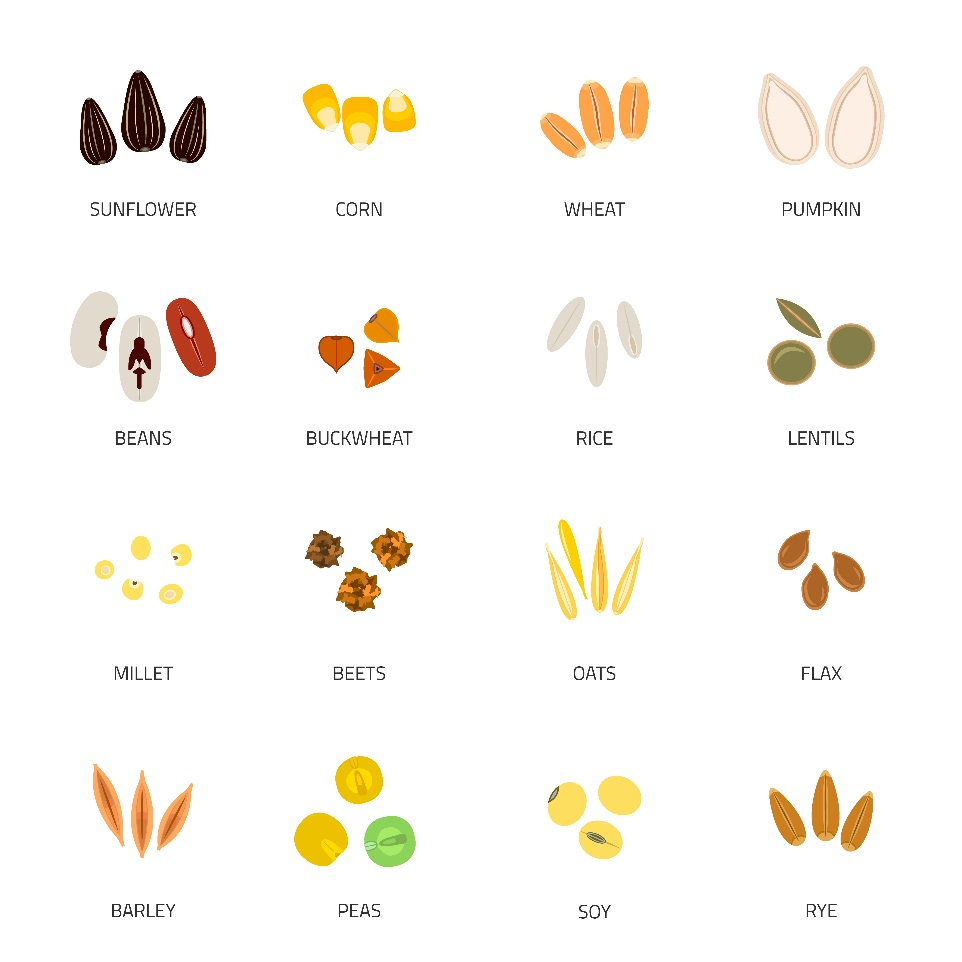 SUNFLOWER
CORN
WHEAT
PUMPKIN
BEANS
BUCKWHEAT
RICE
LENTILS
MILLET
BEETS
OATS
FLAX
BARLEY
PEAS
SOY
RYE